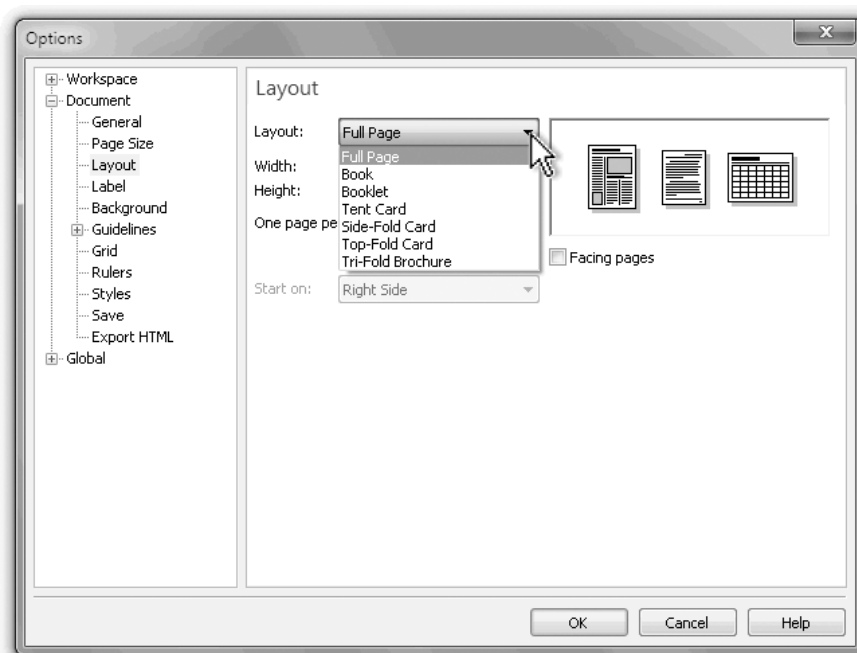 Options
x
Workspace
Document
General
Page Size
Layout
Label
Background
Guidelines
Grid
Rulers
Styles
Save
Export HTML
Global
Layout
Layout: Full Page
Full Page
Width:
Book
Height:
Booklet
Tent Card
One page pe
Side-Fold Card
Top-Fold Card
Tri-Fold Brochure
Facing pages
Start on: Right Side
OK Cancel Help